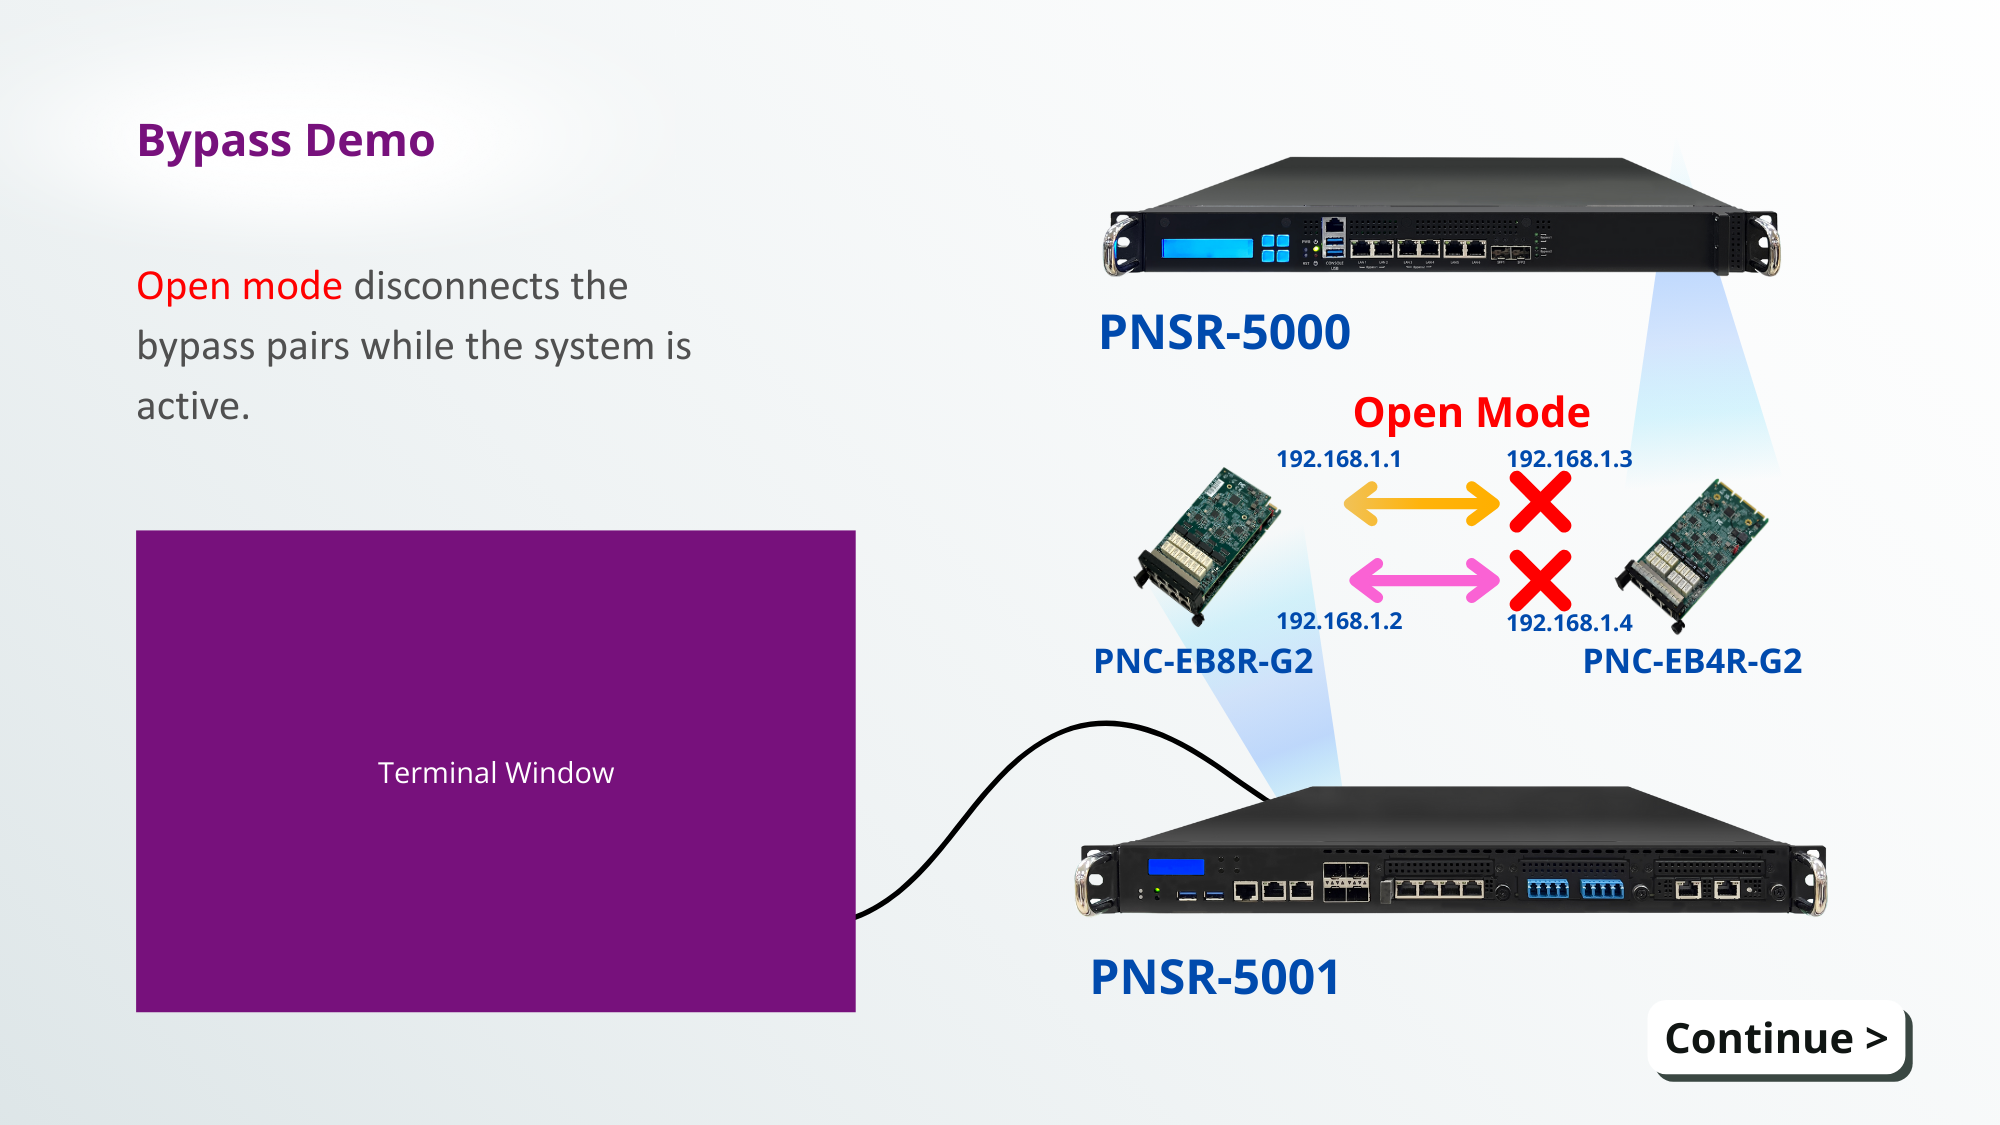 Bypass Demo
Open mode disconnects the
bypass pairs while the system is
active.
Terminal Window
PNSR-5000
Open Mode
192.168.1.1
192.168.1.3
192.168.1.2
192.168.1.4
PNC-EB8R-G2
PNC-EB4R-G2
PNSR-5001
Continue >